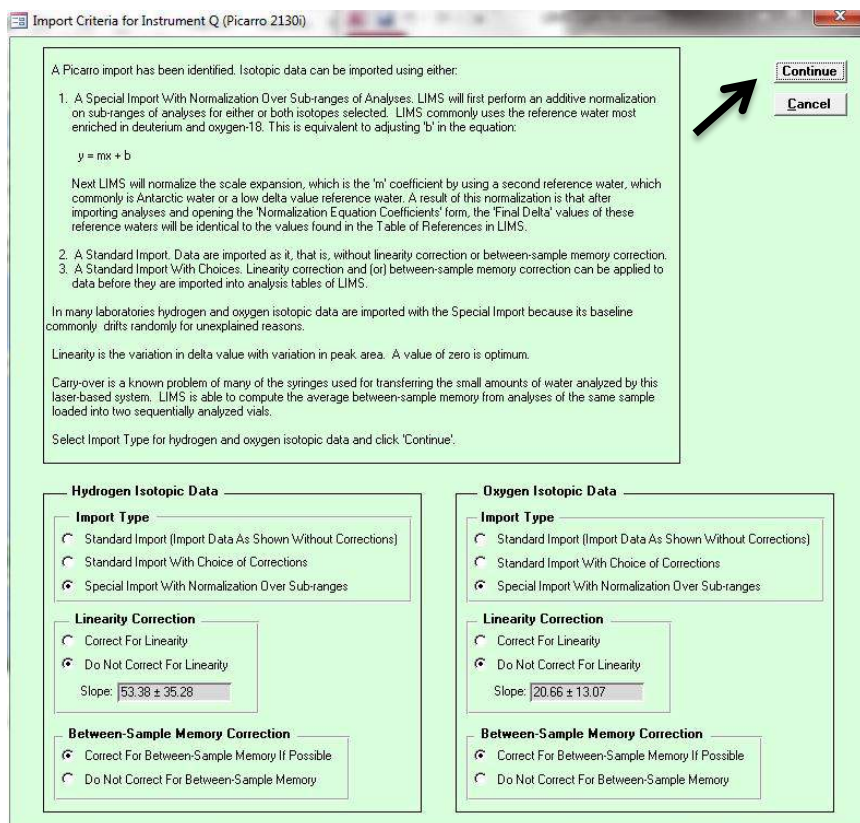 Import Criteria for Instrument Q (Picarro 2130i)
Continue
Cancel
A Picarro import has been identified. Isotopic data can be imported using either:
1. A Special Import With Normalization Over Sub-ranges of Analyses. LIMS will first perform an additive normalization
on sub-ranges of analyses for either or both isotopes selected. LIMS commonly uses the reference water most
enriched in deuterium and oxygen-18. This is equivalent to adjusting 'b' in the equation:
y = mx + b
Next LIMS will normalize the scale expansion, which is the 'm' coefficient by using a second reference water, which
commonly is Antarctic water or a low delta value reference water. A result of this normalization is that after
importing analyses and opening the 'Normalization Equation Coefficients' form, the 'Final Delta' values of these
reference waters will be identical to the values found in the Table of References in LIMS.
2. A Standard Import. Data are imported as it, that is, without linearity correction or between-sample memory correction.
3. A Standard Import With Choices. Linearity correction and (or) between-sample memory correction can be applied to
data before they are imported into analysis tables of LIMS.
In many laboratories hydrogen and oxygen isotopic data are imported with the Special Import because its baseline
commonly drifts randomly for unexplained reasons.
Linearity is the variation in delta value with variation in peak area. A value of zero is optimum.
Carry-over is a known problem of many of the syringes used for transferring the small amounts of water analyzed by this
laser-based system. LIMS is able to compute the average between-sample memory from analyses of the same sample
loaded into two sequentially analyzed vials.
Select Import Type for hydrogen and oxygen isotopic data and click 'Continue'.
Hydrogen Isotopic Data
Import Type
Standard Import (Import Data As Shown Without Corrections)
Standard Import With Choice of Corrections
Special Import With Normalization Over Sub-ranges
Linearity Correction
Correct For Linearity
Do Not Correct For Linearity
Slope: 53.38 ± 35.28
Between-Sample Memory Correction
Correct For Between-Sample Memory If Possible
Do Not Correct For Between-Sample Memory
Oxygen Isotopic Data
Import Type
Standard Import (Import Data As Shown Without Corrections)
Standard Import With Choice of Corrections
Special Import With Normalization Over Sub-ranges
Linearity Correction
Correct For Linearity
Do Not Correct For Linearity
Slope: 20.66 ± 13.07
Between-Sample Memory Correction
Correct For Between-Sample Memory If Possible
Do Not Correct For Between-Sample Memory